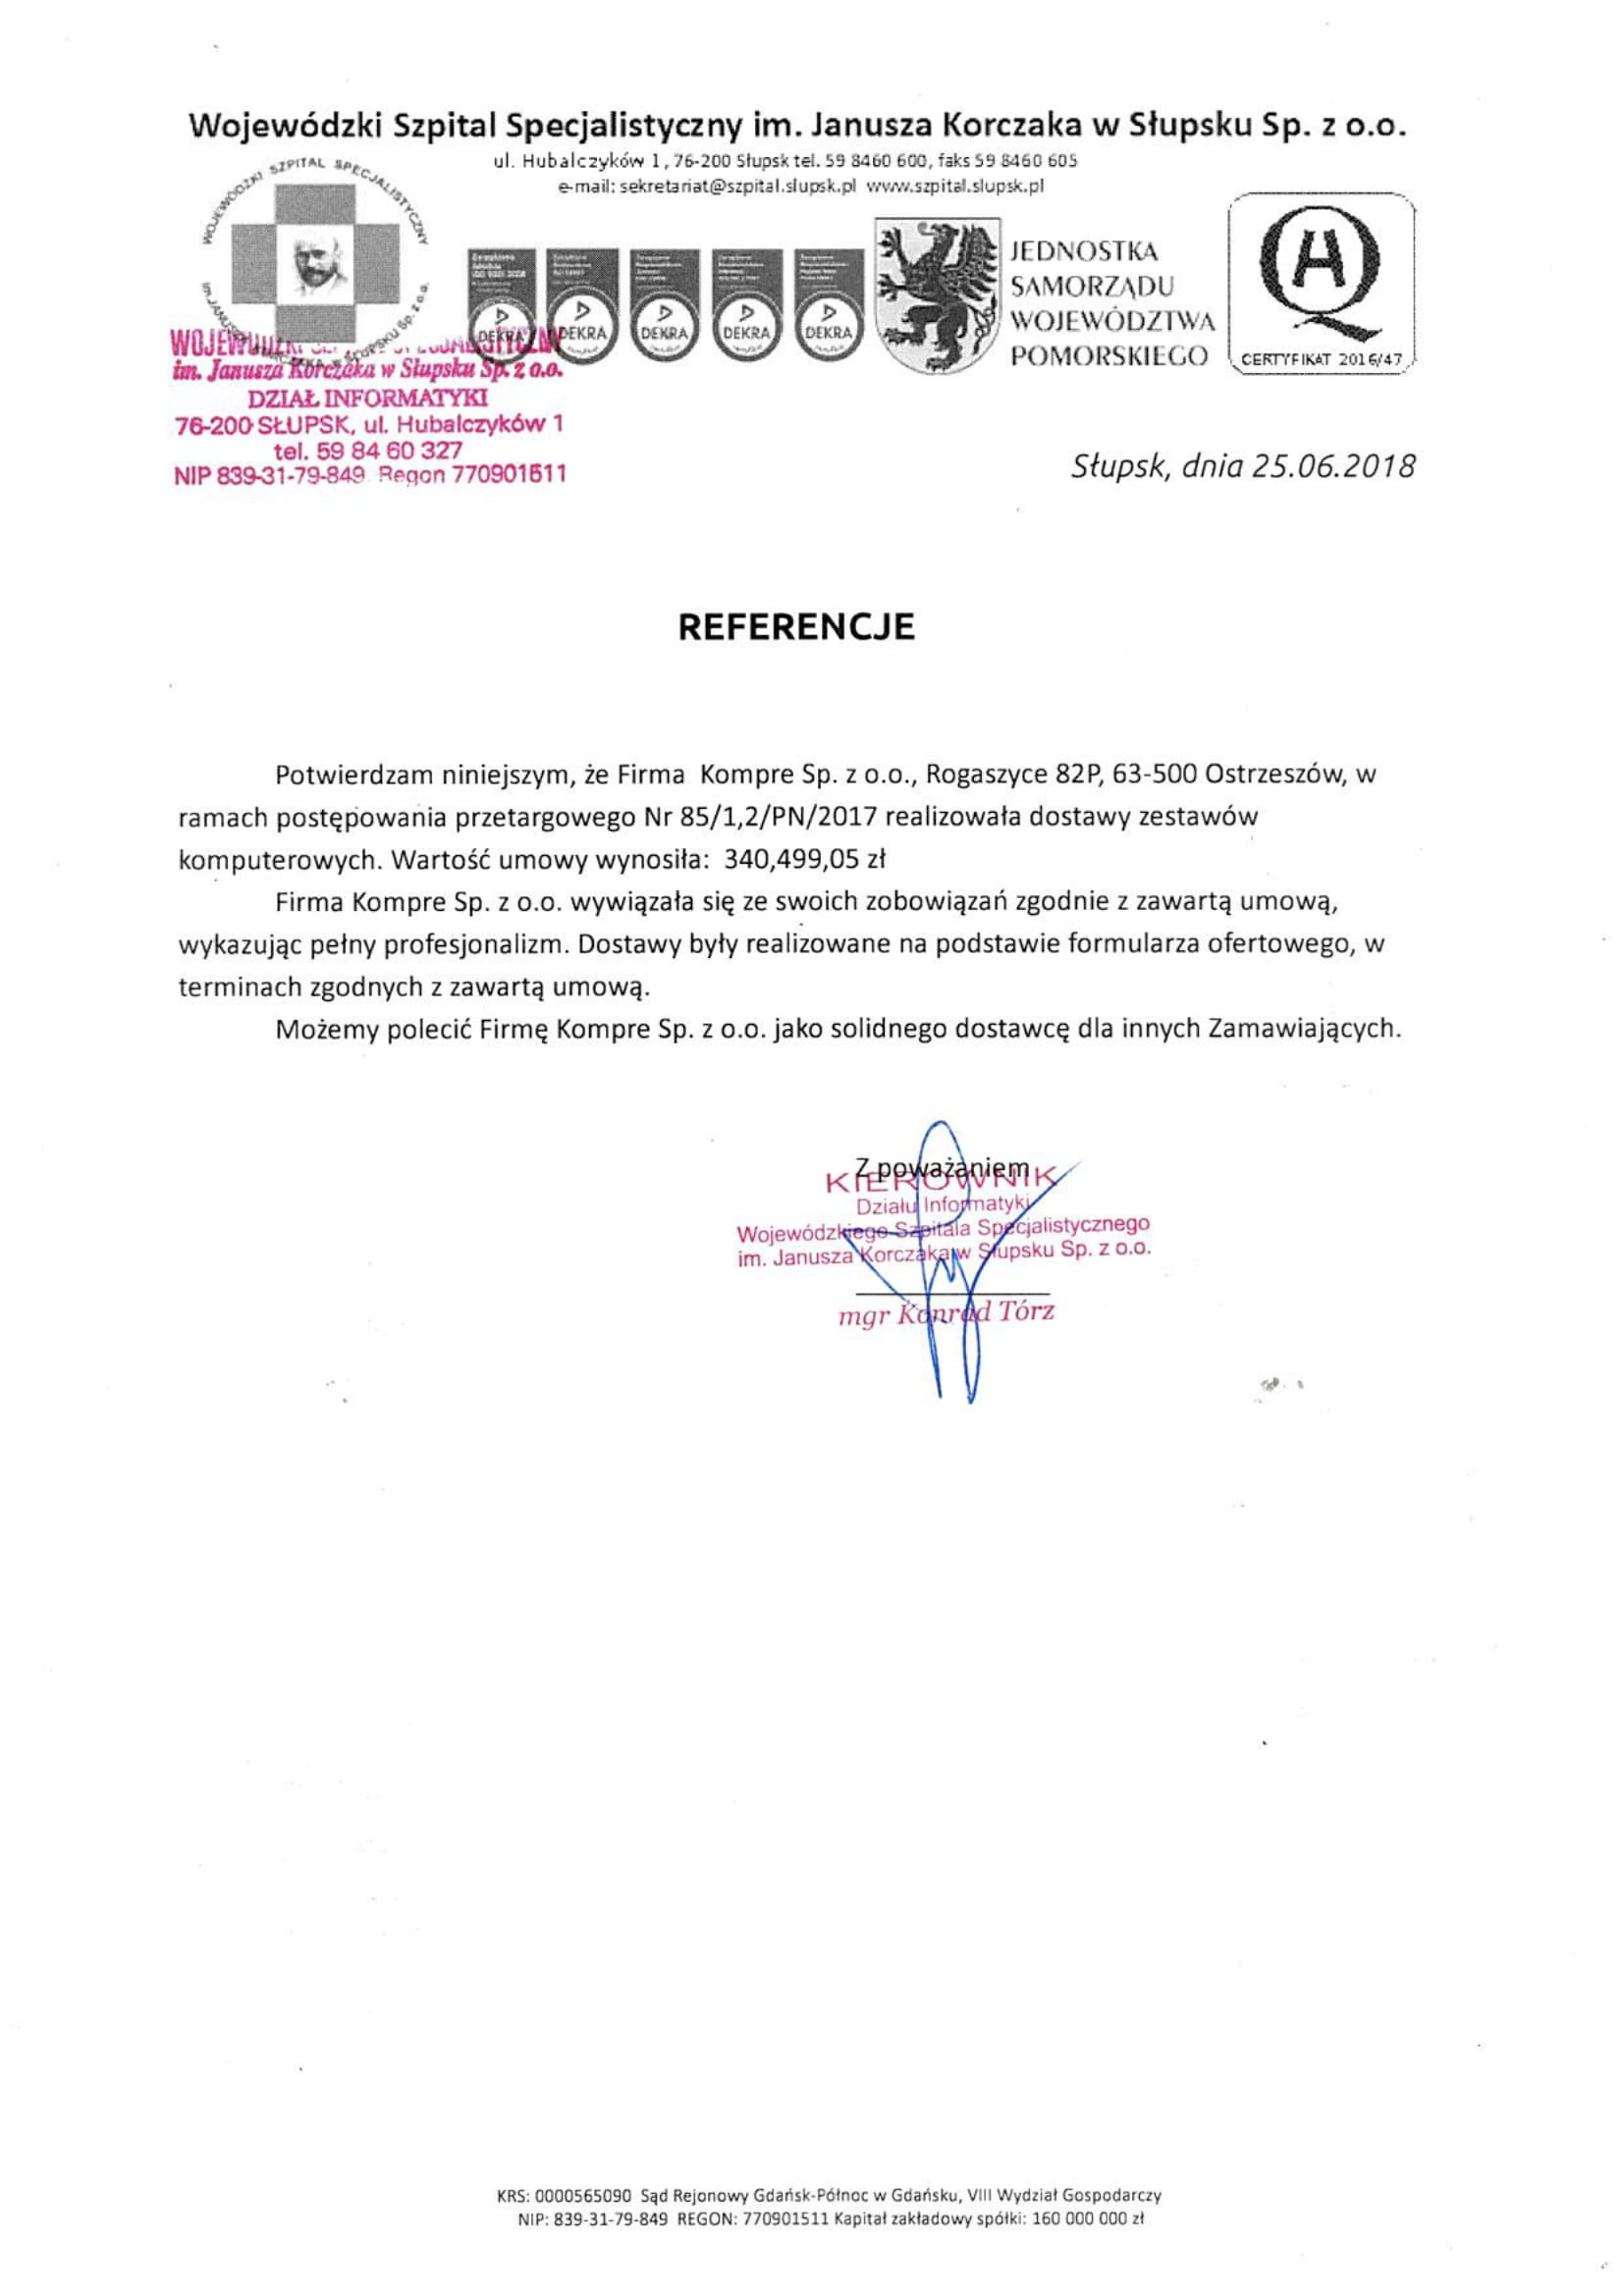 Wojewódzki Szpital Specjalistyczny im. Janusza Korczaka w Słupsku Sp. z o.o.
ul. Hubalczyków 1, 76-200 Słupsk tel. 59 8460 600, faks 59 8460 605
e-mail: sekretariat@szpital.slupsk.pl www.szpital.slupsk.pl
WOJEWÓDZKI SZPITAL SPECJALISTYCZNY
DEKRA DEKRA DEKRA DEKRA DEKRA
JEDNOSTKA
SAMORZĄDU
WOJEWÓDZTWA
POMORSKIEGO
CERTYFIKAT 2016/47
im. Janusza Korczaka w Słupsku Sp. z o.o.
DZIAŁ INFORMATYKI
76-200 SŁUPSK, ul. Hubalczyków 1
tel. 59 84 60 327
NIP 839-31-79-849 Regon 770901511
Słupsk, dnia 25.06.2018
REFERENCJE
Potwierdzam niniejszym, że Firma Kompre Sp. z o.o., Rogaszyce 82P, 63-500 Ostrzeszów, w
ramach postępowania przetargowego Nr 85/1,2/PN/2017 realizowała dostawy zestawów
komputerowych. Wartość umowy wynosiła: 340,499,05 zł
Firma Kompre Sp. z o.o. wywiązała się ze swoich zobowiązań zgodnie z zawartą umową,
wykazując pełny profesjonalizm. Dostawy były realizowane na podstawie formularza ofertowego, w
terminach zgodnych z zawartą umową.
Możemy polecić Firmę Kompre Sp. z o.o. jako solidnego dostawcę dla innych Zamawiających.
Z poważaniem
KIEROWNIK
Działu Informatyki
Wojewódzkiego Szpitala Specjalistycznego
im. Janusza Korczaka w Słupsku Sp. z o.o.
mgr Konrad Tórz
KRS: 0000565090 Sąd Rejonowy Gdańsk-Północ w Gdańsku, VIII Wydział Gospodarczy
NIP: 839-31-79-849 REGON: 770901511 Kapitał zakładowy spółki: 160 000 000 zł